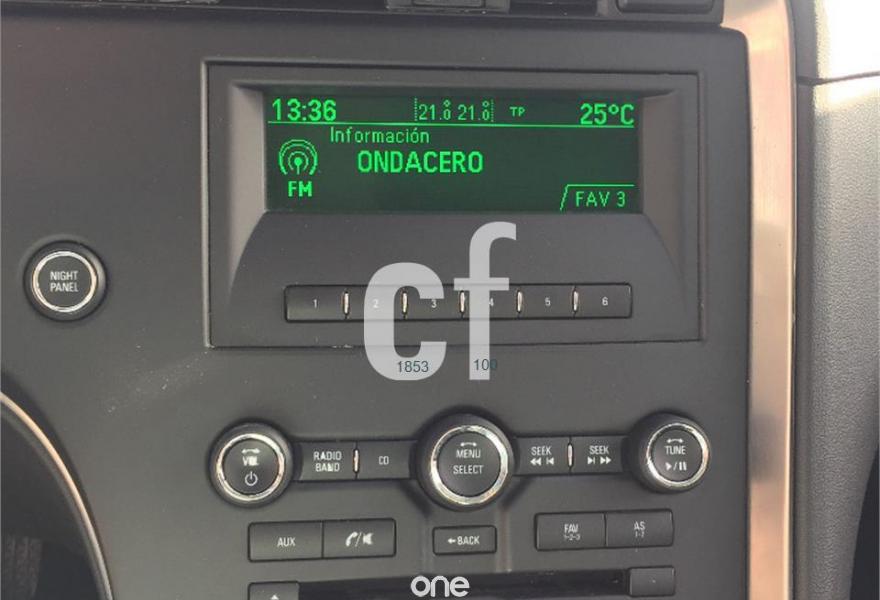 13:36 21.0 21.0 TP 25°C
Información
ONDACERO
FM
FAV 3
NIGHT
PANEL
cf
1 2 3 4 5 6
1853 100
VOL
RADIO
BAND
CD
MENU
SELECT
SEEK
SEEK
TUNE
AUX
BACK
FAV
1-2-3
AS
1-2
one